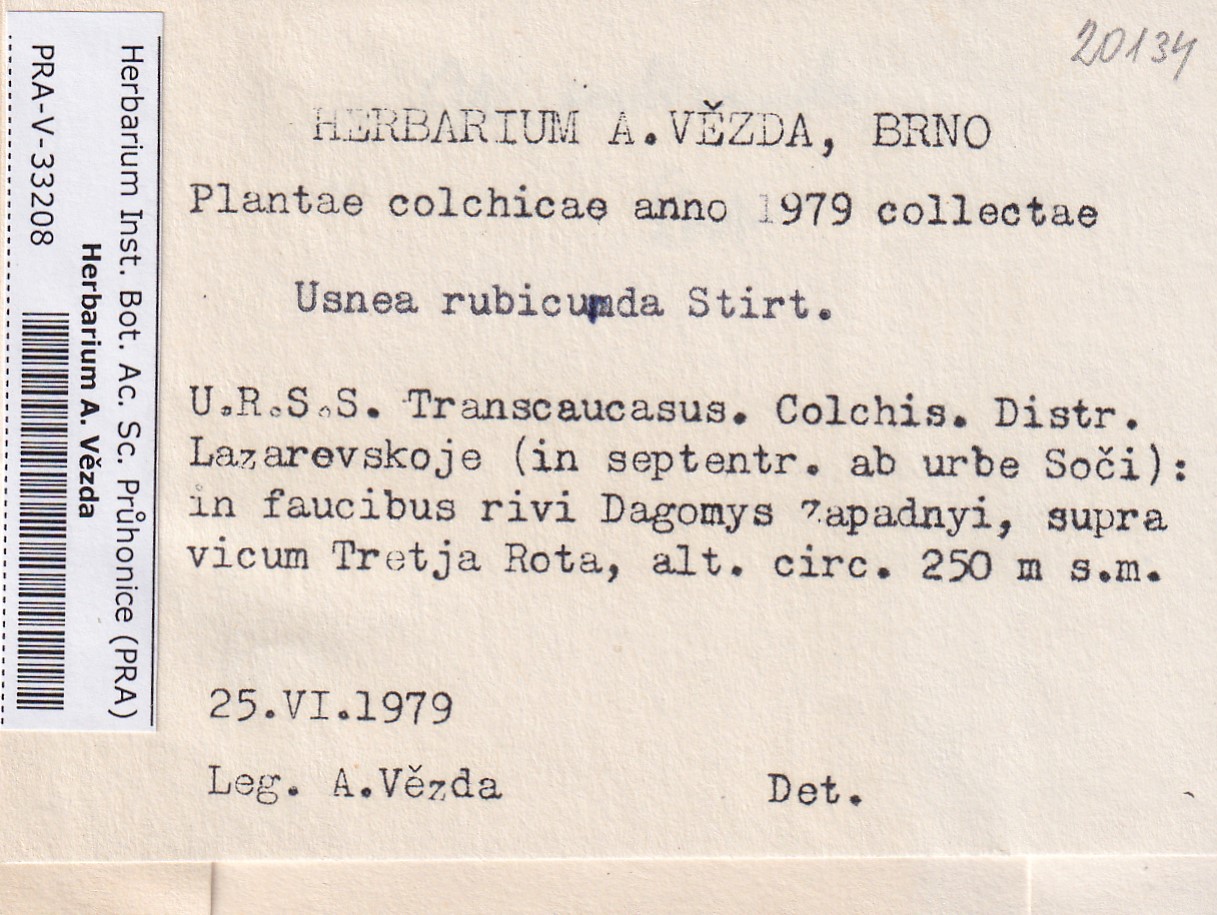 20134
HERBARIUM A.VĚZDA, BRNO
Plantae colchicae anno 1979 collectae
Usnea rubicunda Stirt.
U.R.S.S. Transcaucasus. Colchis. Distr.
Lazarevskoje (in septentr. ab urbe Soči):
in faucibus rivi Dagomys Zapadnyi, supra
vicum Tretja Rota, alt. circ. 250 m s.m.
25.VI.1979
Leg. A.Vězda Det.
Herbarium Inst. Bot. Ac. Sc. Průhonice (PRA)
Herbarium A. Vězda
PRA-V-33208